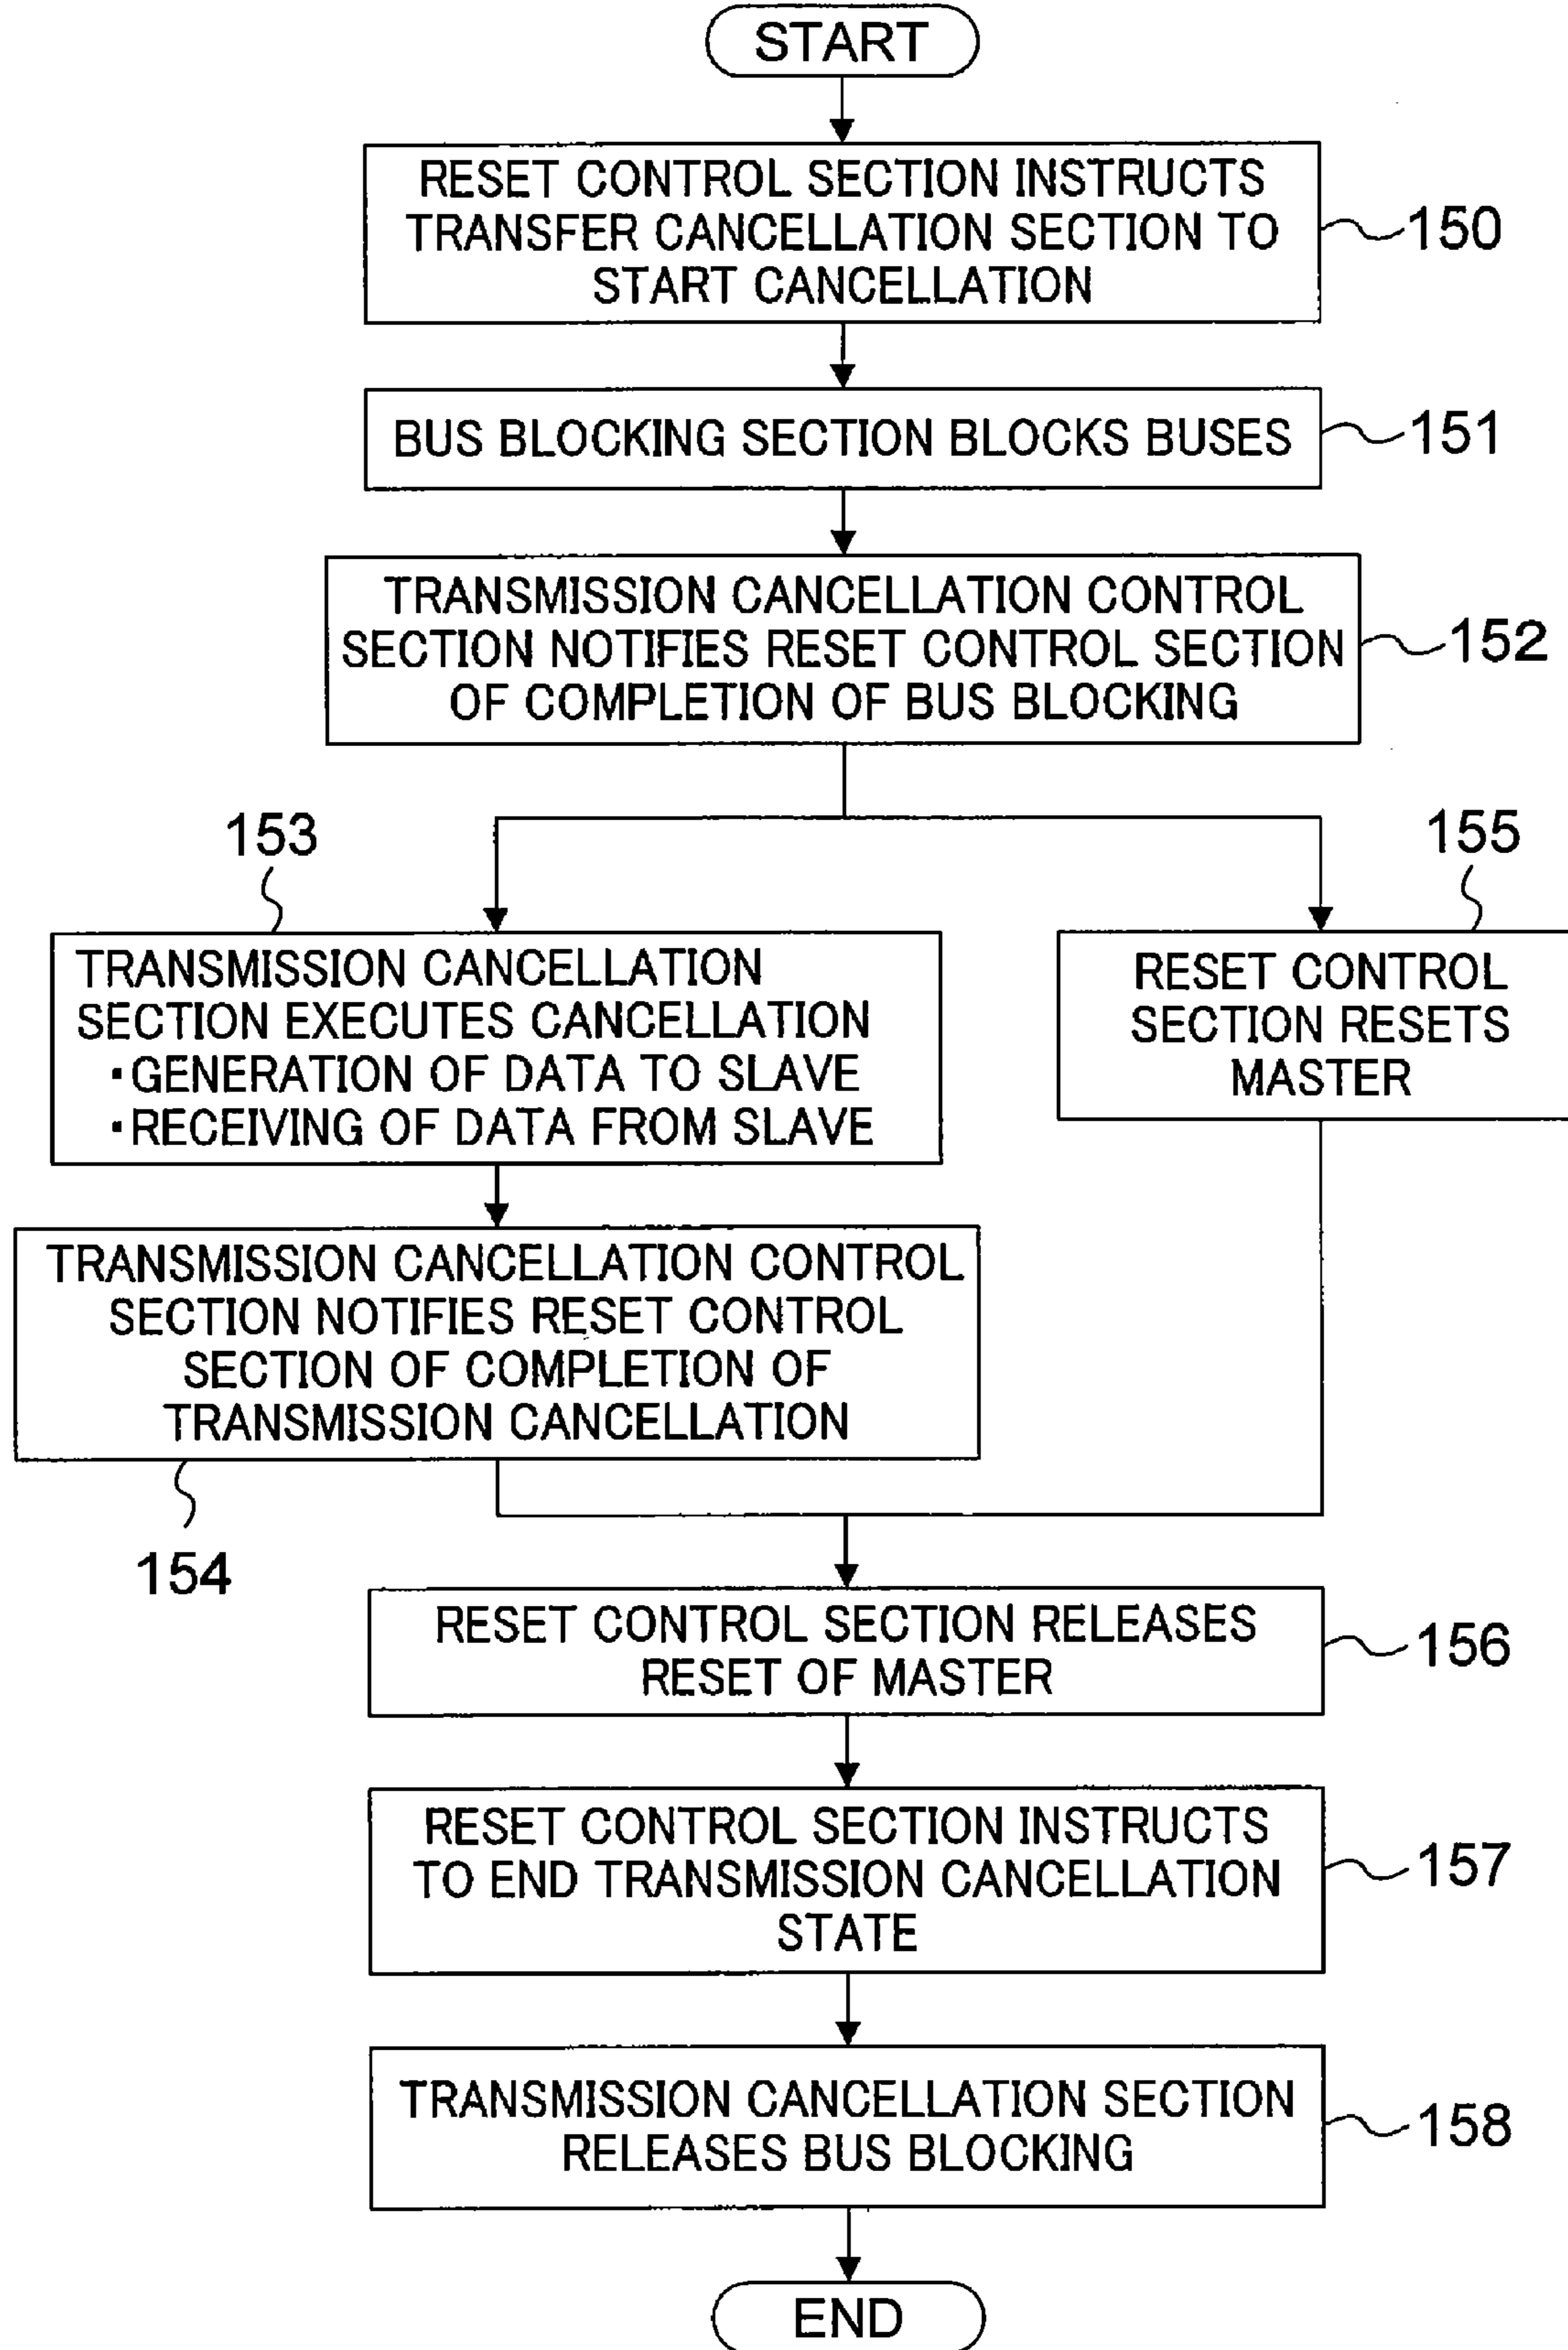 START
RESET CONTROL SECTION INSTRUCTS
TRANSFER CANCELLATION SECTION TO
START CANCELLATION
150
BUS BLOCKING SECTION BLOCKS BUSES
151
TRANSMISSION CANCELLATION CONTROL
SECTION NOTIFIES RESET CONTROL SECTION
OF COMPLETION OF BUS BLOCKING
152
153
TRANSMISSION CANCELLATION
SECTION EXECUTES CANCELLATION
・GENERATION OF DATA TO SLAVE
・RECEIVING OF DATA FROM SLAVE
155
RESET CONTROL
SECTION RESETS
MASTER
TRANSMISSION CANCELLATION CONTROL
SECTION NOTIFIES RESET CONTROL
SECTION OF COMPLETION OF
TRANSMISSION CANCELLATION
154
RESET CONTROL SECTION RELEASES
RESET OF MASTER
156
RESET CONTROL SECTION INSTRUCTS
TO END TRANSMISSION CANCELLATION
STATE
157
TRANSMISSION CANCELLATION SECTION
RELEASES BUS BLOCKING
158
END